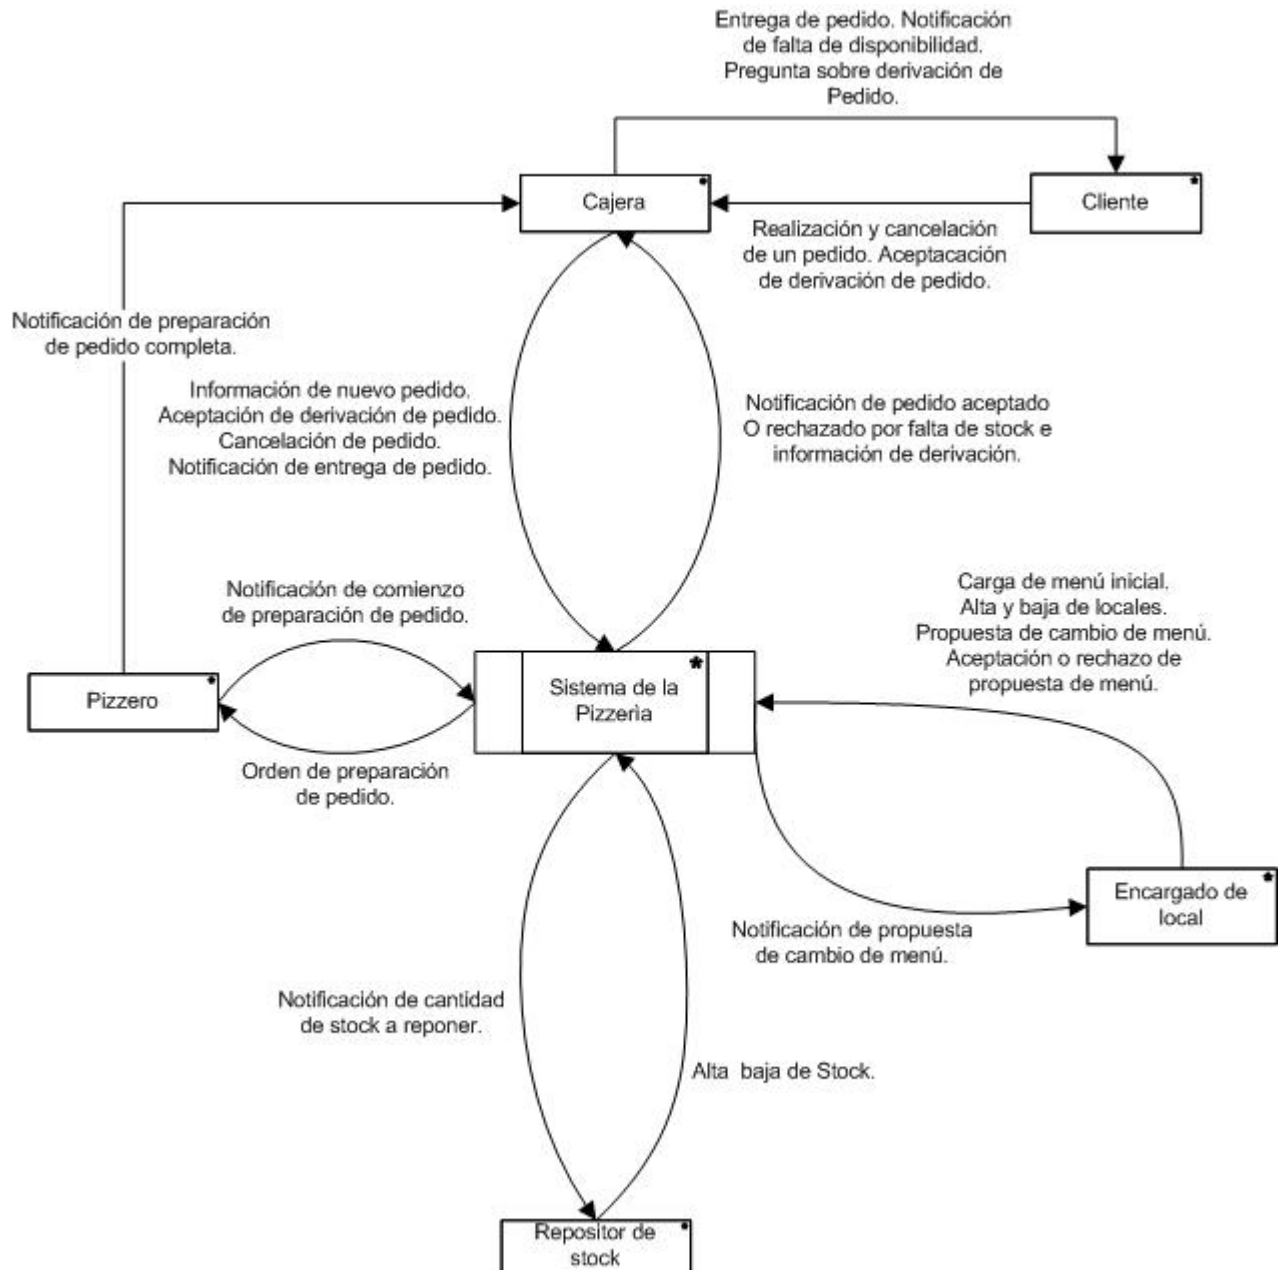 Entrega de pedido. Notificación
de falta de disponibilidad.
Pregunta sobre derivación de
Pedido.
Cajera
Cliente
Realización y cancelación
de un pedido. Aceptacación
de derivación de pedido.
Notificación de preparación
de pedido completa.
Información de nuevo pedido.
Aceptación de derivación de pedido.
Cancelación de pedido.
Notificación de entrega de pedido.
Notificación de pedido aceptado
O rechazado por falta de stock e
información de derivación.
Notificación de comienzo
de preparación de pedido.
Carga de menú inicial.
Alta y baja de locales.
Propuesta de cambio de menú.
Aceptación o rechazo de
propuesta de menú.
Pizzero
Sistema de la
Pizzerìa
Orden de preparación
de pedido.
Encargado de
local
Notificación de propuesta
de cambio de menú.
Notificación de cantidad
de stock a reponer.
Alta  baja de Stock.
Repositor de
stock